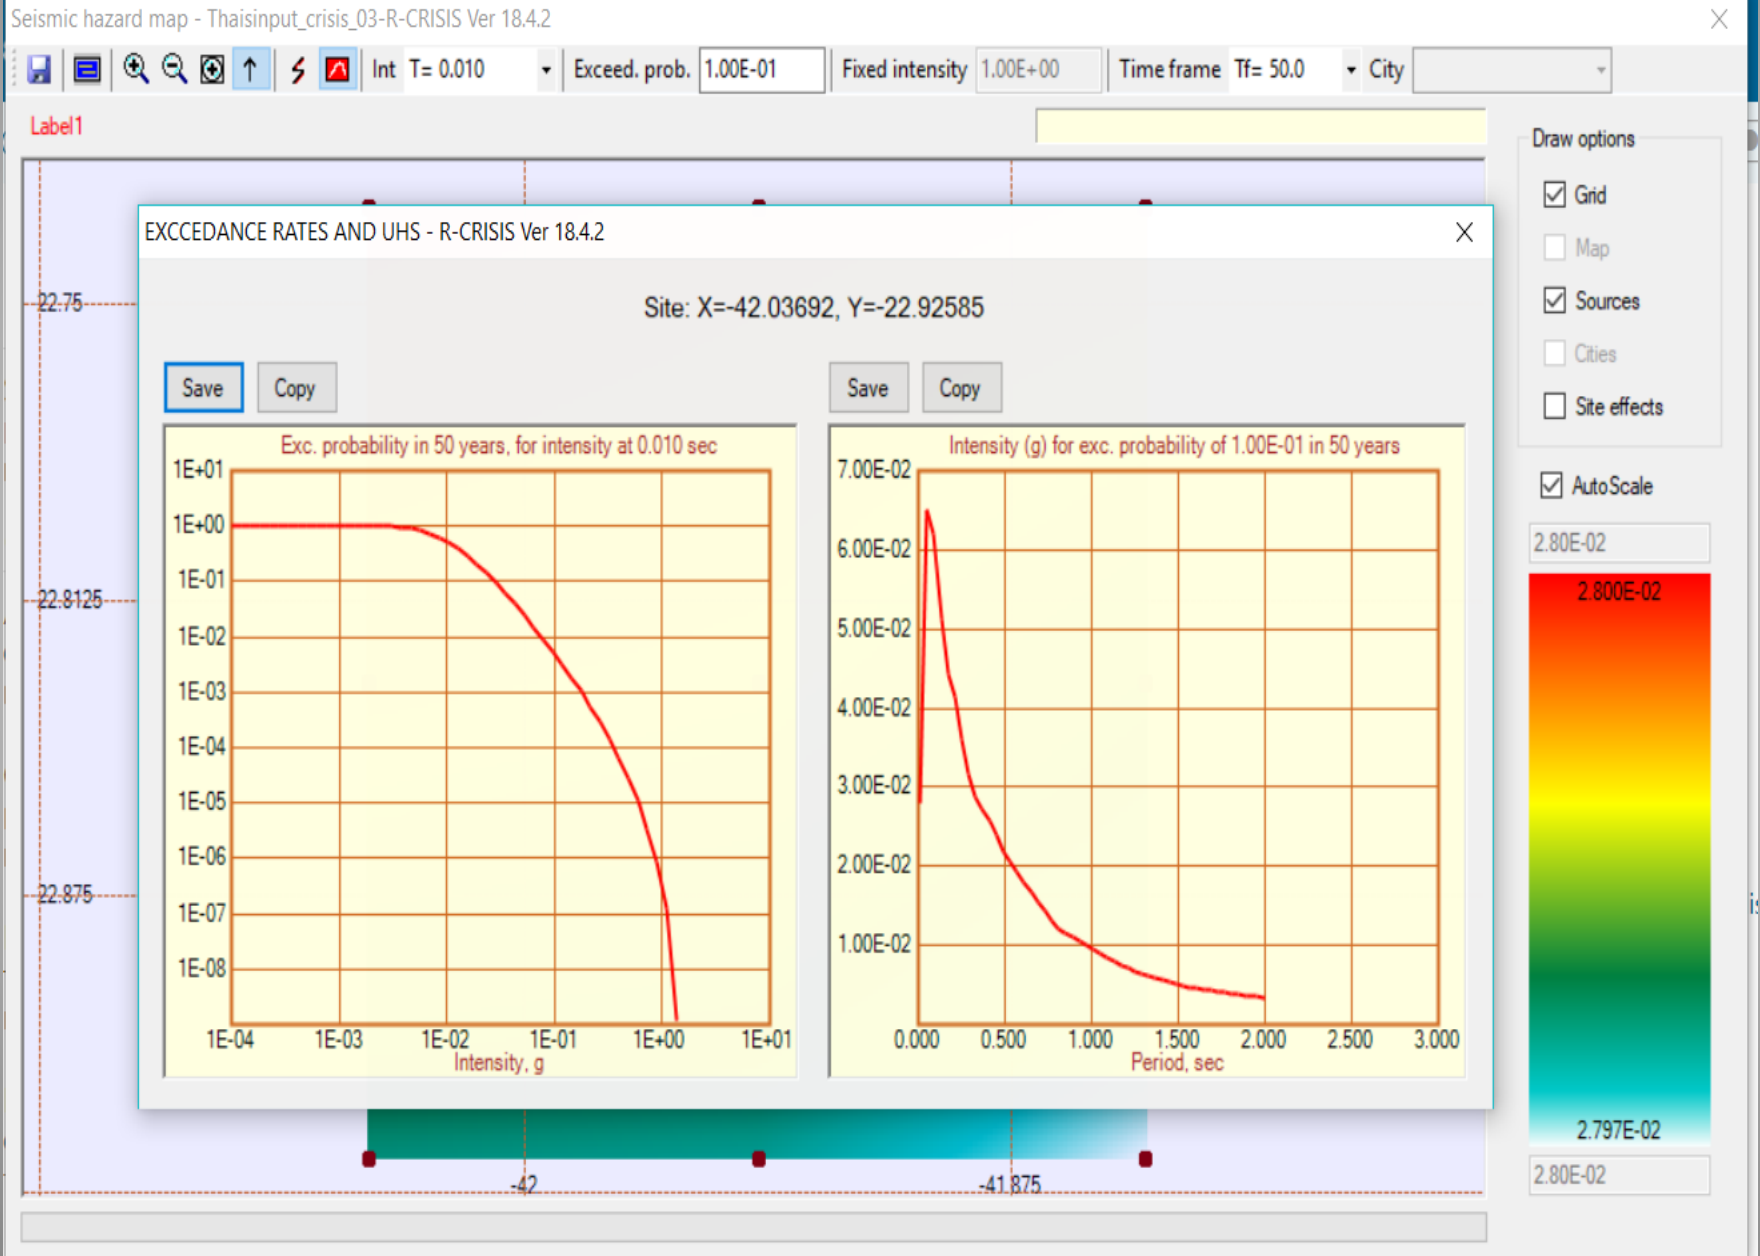 Seismic hazard map - Thaisinput_crisis_03-R-CRISIS Ver 18.4.2
Int T= 0.010 Exceed. prob. 1.00E-01 Fixed intensity 1.00E+00 Time frame Tf= 50.0 City
Label1
Draw options
Grid
Map
Sources
Cities
Site effects
AutoScale
2.80E-02
2.800E-02
2.797E-02
2.80E-02
22.75
22.8125
22.875
-42
-41.875
EXCCEDANCE RATES AND UHS - R-CRISIS Ver 18.4.2
Site: X=-42.03692, Y=-22.92585
Save Copy
Exc. probability in 50 years, for intensity at 0.010 sec
1E+01
1E+00
1E-01
1E-02
1E-03
1E-04
1E-05
1E-06
1E-07
1E-08
1E-04 1E-03 1E-02 1E-01 1E+00 1E+01
Intensity, g
Save Copy
Intensity (g) for exc. probability of 1.00E-01 in 50 years
7.00E-02
6.00E-02
5.00E-02
4.00E-02
3.00E-02
2.00E-02
1.00E-02
0.000 0.500 1.000 1.500 2.000 2.500 3.000
Period, sec